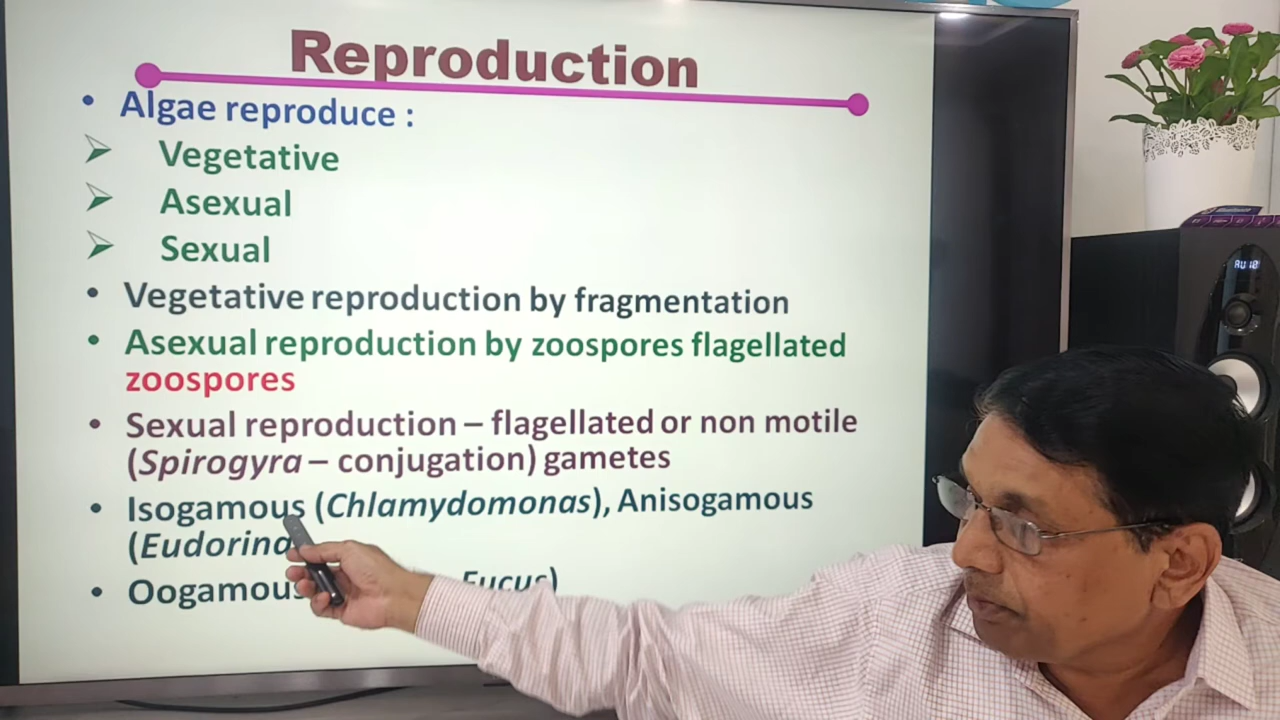 Reproduction
• Algae reproduce :
Vegetative
Asexual
Sexual
• Vegetative reproduction by fragmentation
• Asexual reproduction by zoospores flagellated
zoospores
• Sexual reproduction – flagellated or non motile
(Spirogyra – conjugation) gametes
• Isogamous (Chlamydomonas), Anisogamous
(Eudorina
• Oogamous Fucus)